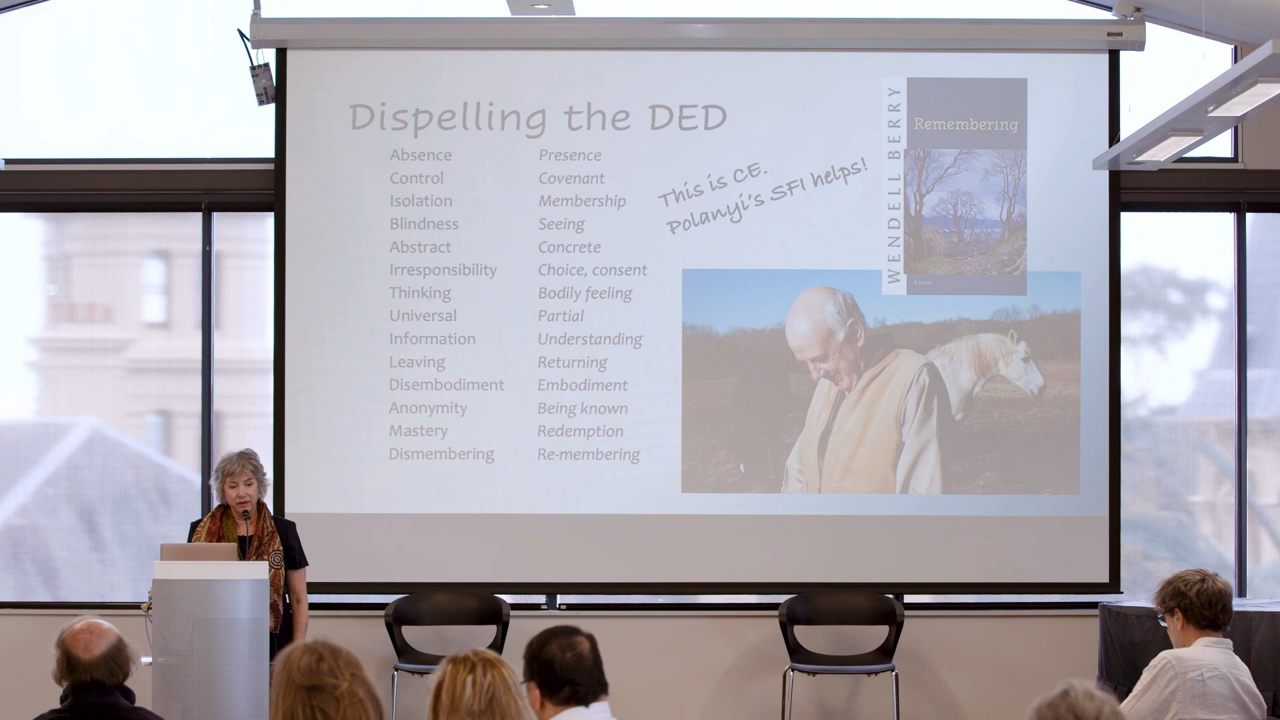 Dispelling the DED
Absence Presence
Control Covenant
Isolation Membership
Blindness Seeing
Abstract Concrete
Irresponsibility Choice, consent
Thinking Bodily feeling
Universal Partial
Information Understanding
Leaving Returning
Disembodiment Embodiment
Anonymity Being known
Mastery Redemption
Dismembering Re-membering
This is CE.
Polanyi's SFI helps!
WENDELL BERRY
Remembering
A Novel